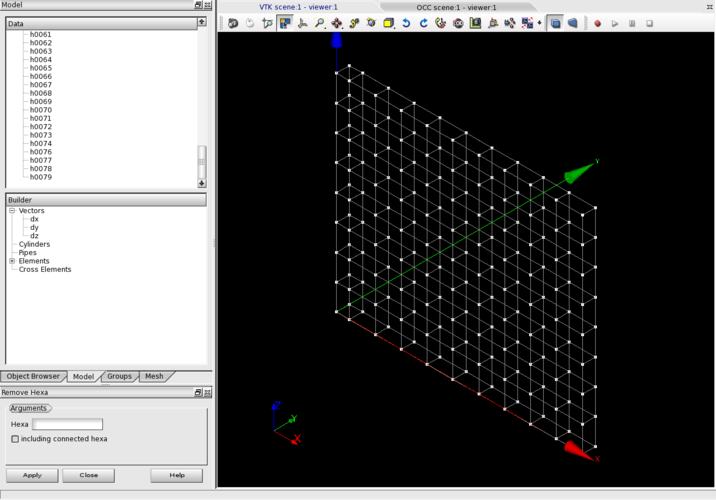 Model
VTK scene:1 - viewer:1
OCC scene:1 - viewer:1
Data
h0061
h0062
h0063
h0064
h0065
h0066
h0067
h0068
h0069
h0070
h0071
h0072
h0073
h0074
h0076
h0077
h0078
h0079
Builder
Vectors
dx
dy
dz
Cylinders
Pipes
Elements
Cross Elements
Object Browser
Model
Groups
Mesh
Remove Hexa
Arguments
Hexa
including connected hexa
Apply
Close
Help
Y
X
Z
Y
X